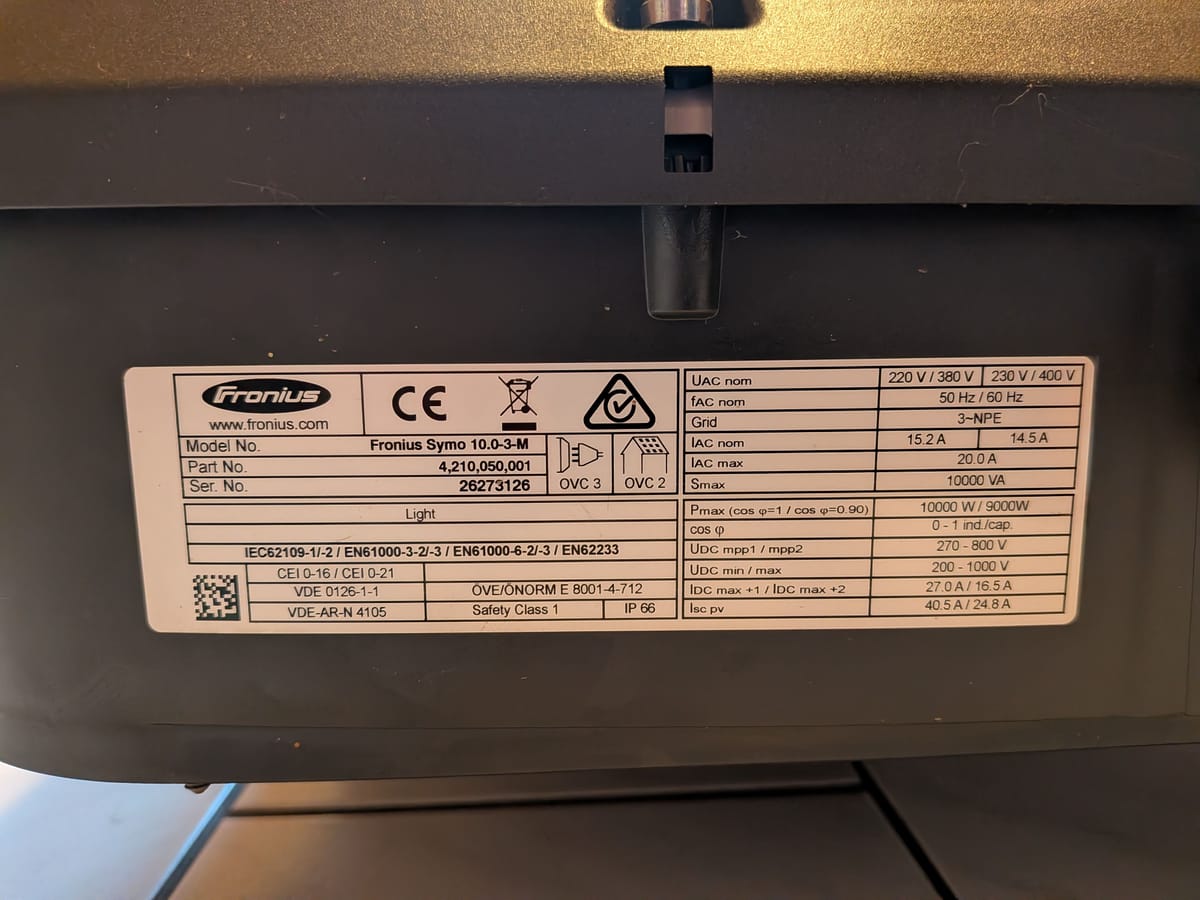 Fronius
www.fronius.com
CE
Model No. Fronius Symo 10.0-3-M
Part No. 4,210,050,001
Ser. No. 26273126
OVC 3
OVC 2
Light
IEC62109-1/-2 / EN61000-3-2/-3 / EN61000-6-2/-3 / EN62233
CEI 0-16 / CEI 0-21
VDE 0126-1-1 ÖVE/ÖNORM E 8001-4-712
VDE-AR-N 4105 Safety Class 1 IP 66
UAC nom 220 V / 380 V 230 V / 400 V
fAC nom 50 Hz / 60 Hz
Grid 3~NPE
IAC nom 15.2 A 14.5 A
IAC max 20.0 A
Smax 10000 VA
Pmax (cos φ=1 / cos φ=0.90) 10000 W / 9000W
cos φ 0 - 1 ind./cap.
UDC mpp1 / mpp2 270 - 800 V
UDC min / max 200 - 1000 V
IDC max +1 / IDC max +2 27.0 A / 16.5 A
Isc pv 40.5 A / 24.8 A